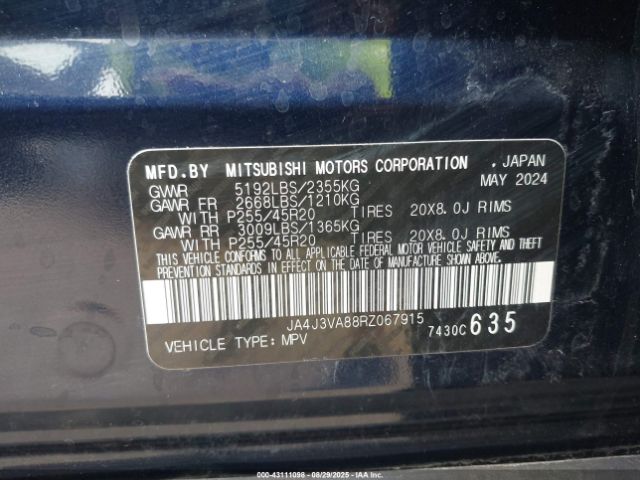 MFD.BY MITSUBISHI MOTORS CORPORATION . JAPAN
GVWR 5192LBS/2355KG MAY 2024
GAWR FR 2668LBS/1210KG
WITH P255/45R20 TIRES 20X8.0J RIMS
GAWR RR 3009LBS/1365KG
WITH P255/45R20 TIRES 20X8.0J RIMS
THIS VEHICLE CONFORMS TO ALL APPLICABLE FEDERAL MOTOR VEHICLE SAFETY AND THEFT
PREVENTION STANDARDS IN EFFECT ON THE DATE OF MANUFACTURE SHOWN ABOVE.
JA4J3VA88RZ067915
7430C 635
VEHICLE TYPE: MPV
000-43111098 - 08/29/2025 - IAAI.COM